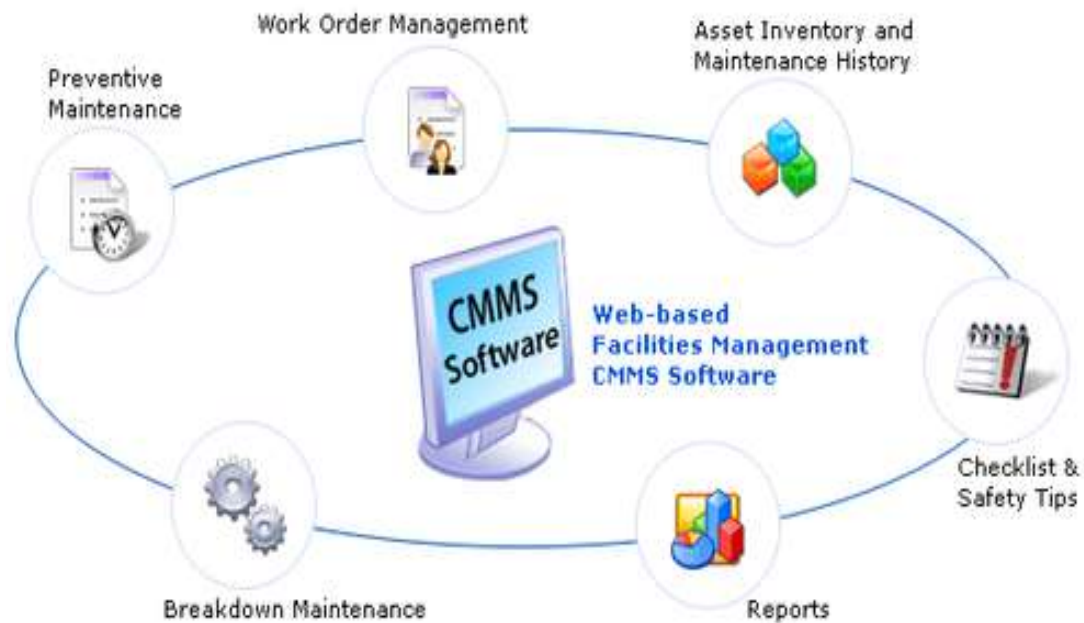 Work Order Management
Asset Inventory and
Maintenance History
Preventive
Maintenance
CMMS
Software
Web-based
Facilities Management
CMMS Software
Checklist &
Safety Tips
Breakdown Maintenance
Reports